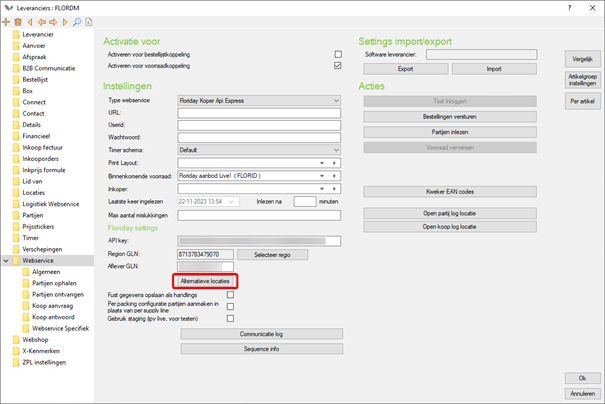 Leveranciers : FLORDM
Leverancier
Aanvoer
Afspraak
B2B Communicatie
Bestellijst
Box
Connect
Contact
Details
Financieel
Inkoop factuur
Inkooporders
Inkprijs formule
Lid van
Locaties
Logistiek Webservice
Partijen
Prijsstickers
Timer
Verschepingen
Webservice
Algemeen
Partijen ophalen
Partijen ontvangen
Koop aanvraag
Koop antwoord
Webservice Specifiek
Webshop
X-Kenmerken
ZPL instellingen
Activatie voor
Activeren voor bestellijstkoppeling
Activeren voor voorraadkoppeling
Instellingen
Type webservice Floriday Koper Api Express
URL:
Userid:
Wachtwoord:
Timer schema: Default
Print Layout:
Binnenkomende voorraad: Floriday aanbod Live! ( FLORID )
Inkoper:
Laatste keer ingelezen 22-11-2023 13:54 Inlezen na minuten
Max aantal mislukkingen
Floriday settings
API key:
Region GLN: 8713783479070 Selecteer regio
Aflever GLN:
Alternatieve locaties
Fust gegevens opslaan als handlings
Per packing configuratie partijen aanmaken in
plaats van per supply line
Gebruik staging (ipv live, voor testen)
Communicatie log
Sequence info
Settings import/export
Software leverancier:
Export Import
Acties
Test Inloggen
Bestellingen versturen
Partijen inlezen
Voorraad verversen
Kweker EAN codes
Open partij log locatie
Open koop log locatie
Vergelijk
Artikelgroep
instellingen
Per artikel
Ok
Annuleren